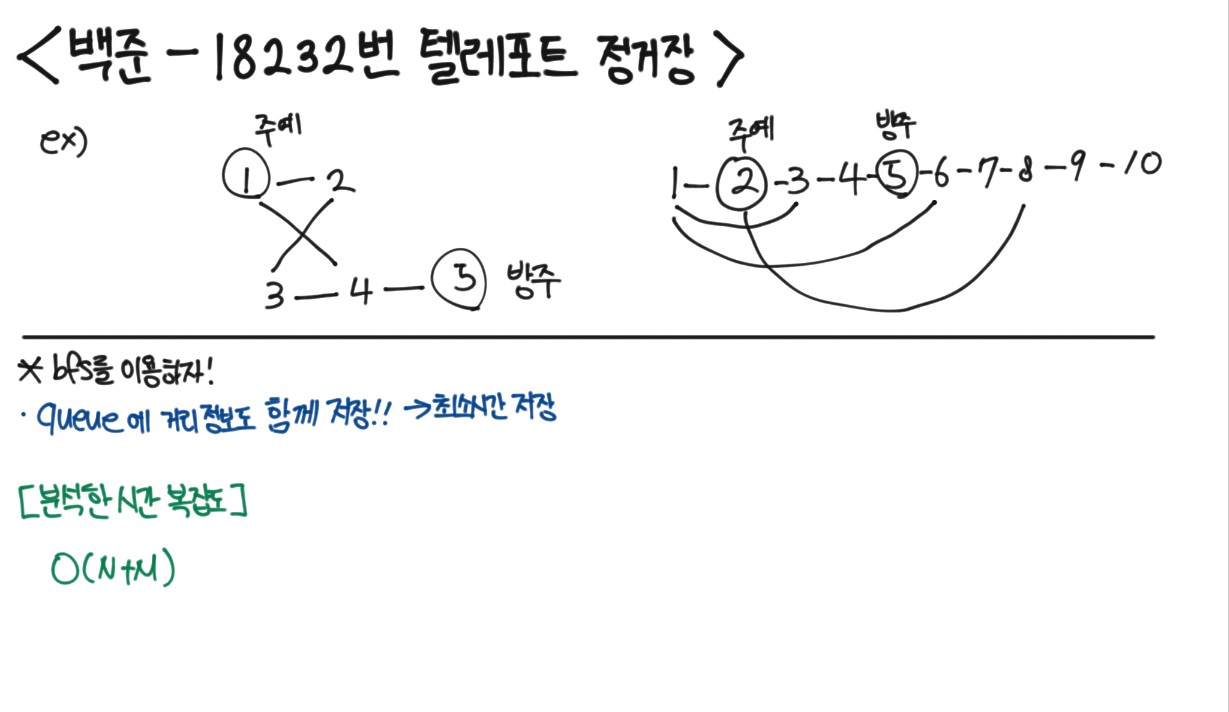 <백준 - 18232번 텔레포트 정거장>
ex)
주예
1 - 2
3 - 4 - 5 방주
주예 방주
1 - 2 - 3 - 4 - 5 - 6 - 7 - 8 - 9 - 10
* bfs를 이용하자!
· queue에 거리정보도 함께 저장!! → 최소시간 저장
[분석한 시간 복잡도]
O(N+M)